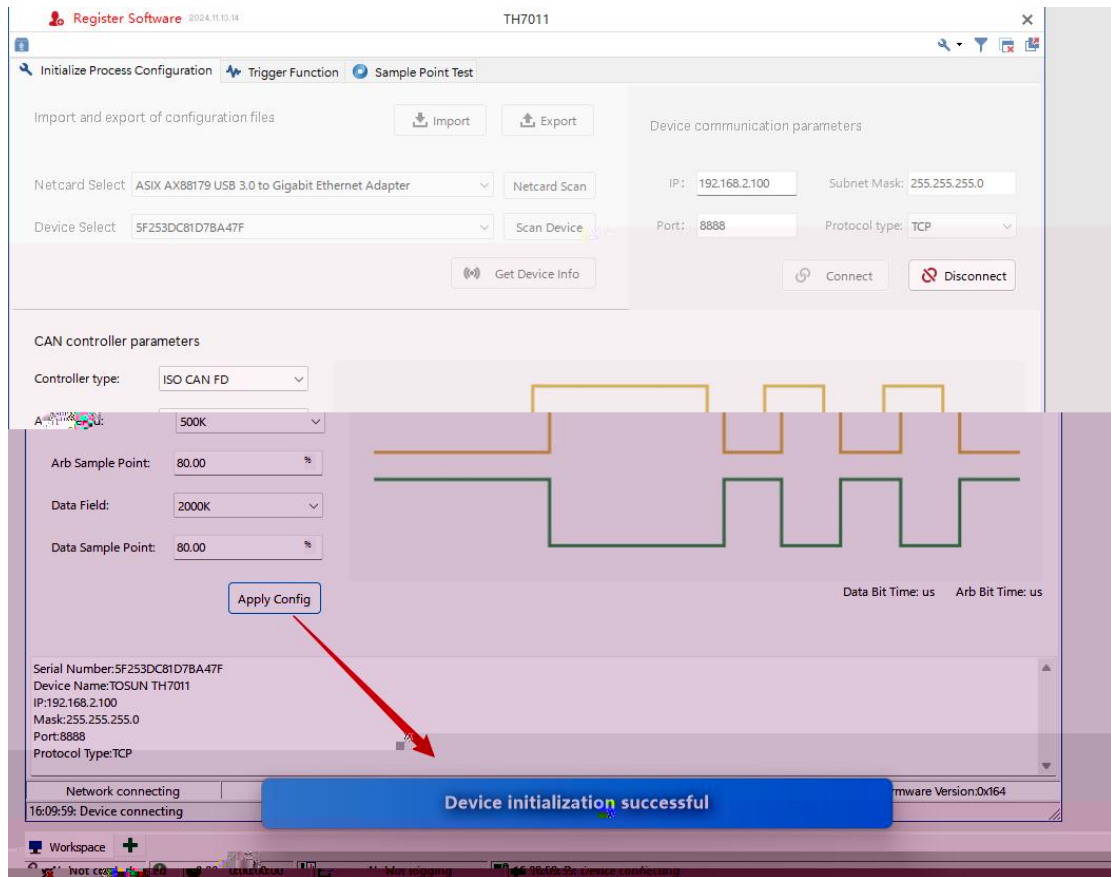 Register Software 2024.11.13.14 TH7011
Initialize Process Configuration Trigger Function Sample Point Test
Import and export of configuration files Import Export Device communication parameters
Netcard Select ASIX AX88179 USB 3.0 to Gigabit Ethernet Adapter Netcard Scan IP: 192.168.2.100 Subnet Mask: 255.255.255.0
Device Select 5F253DC81D7BA47F Scan Device Port: 8888 Protocol type: TCP
Get Device Info Connect Disconnect
CAN controller parameters
Controller type: ISO CAN FD
500K
Arb Sample Point: 80.00 %
Data Field: 2000K
Data Sample Point: 80.00 %
Apply Config Data Bit Time: us Arb Bit Time: us
Serial Number:5F253DC81D7BA47F
Device Name:TOSUN TH7011
IP:192.168.2.100
Mask:255.255.255.0
Port:8888
Protocol Type:TCP
Network connecting Device initialization successful mware Version:0x164
16:09:59: Device connecting
Workspace